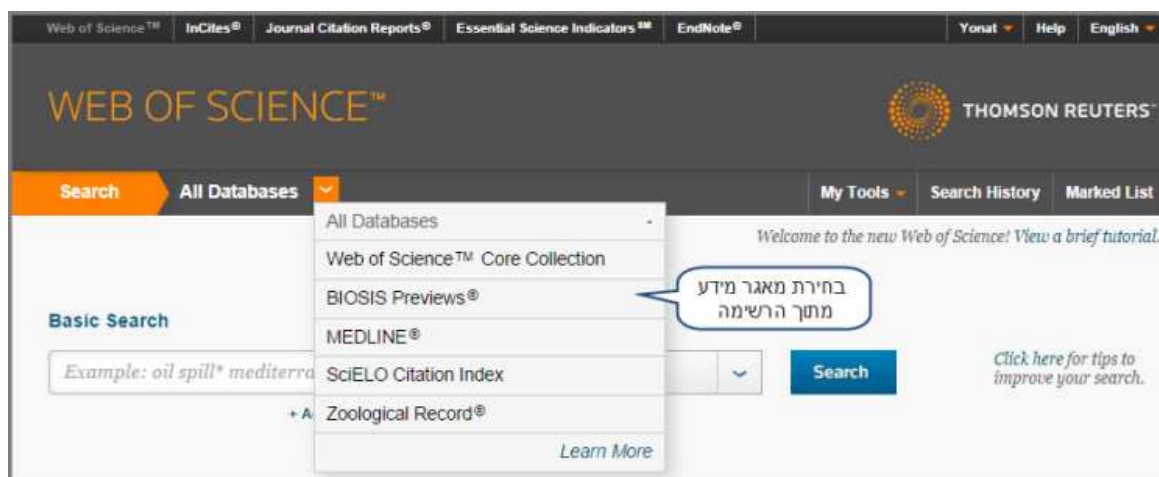 Web of Science™ InCites® Journal Citation Reports® Essential Science Indicators℠ EndNote® Yonat Help English
WEB OF SCIENCE™
THOMSON REUTERS™
Search All Databases My Tools Search History Marked List
All Databases -
Welcome to the new Web of Science! View a brief tutorial.
Web of Science™ Core Collection
BIOSIS Previews®
בחירת מאגר מידע
מתוך הרשימה
Basic Search
MEDLINE®
Example: oil spill* mediterra
SciELO Citation Index
Search
Click here for tips to
improve your search.
+ A
Zoological Record®
Learn More